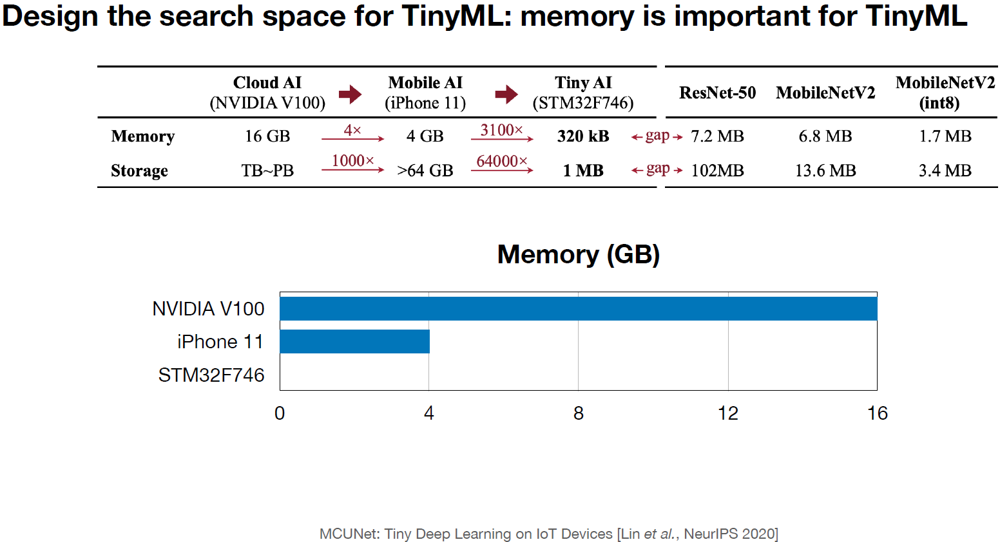 Design the search space for TinyML: memory is important for TinyML
Cloud AI Mobile AI Tiny AI ResNet-50 MobileNetV2 MobileNetV2
(NVIDIA V100) (iPhone 11) (STM32F746) (int8)
Memory 16 GB 4× 4 GB 3100× 320 kB gap 7.2 MB 6.8 MB 1.7 MB
Storage TB~PB 1000× >64 GB 64000× 1 MB gap 102MB 13.6 MB 3.4 MB
Memory (GB)
NVIDIA V100
iPhone 11
STM32F746
0 4 8 12 16
MCUNet: Tiny Deep Learning on IoT Devices [Lin et al., NeurIPS 2020]